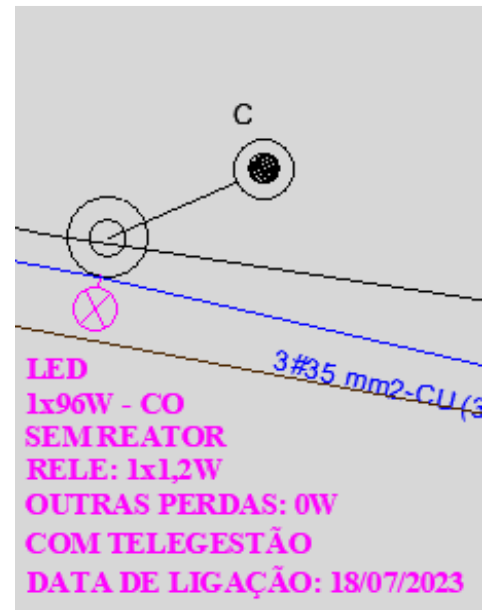 C
3#35 mm2-CU(3
LED
1x96W - CO
SEM REATOR
RELE: 1x1,2W
OUTRAS PERDAS: 0W
COM TELEGESTÃO
DATA DE LIGAÇÃO: 18/07/2023